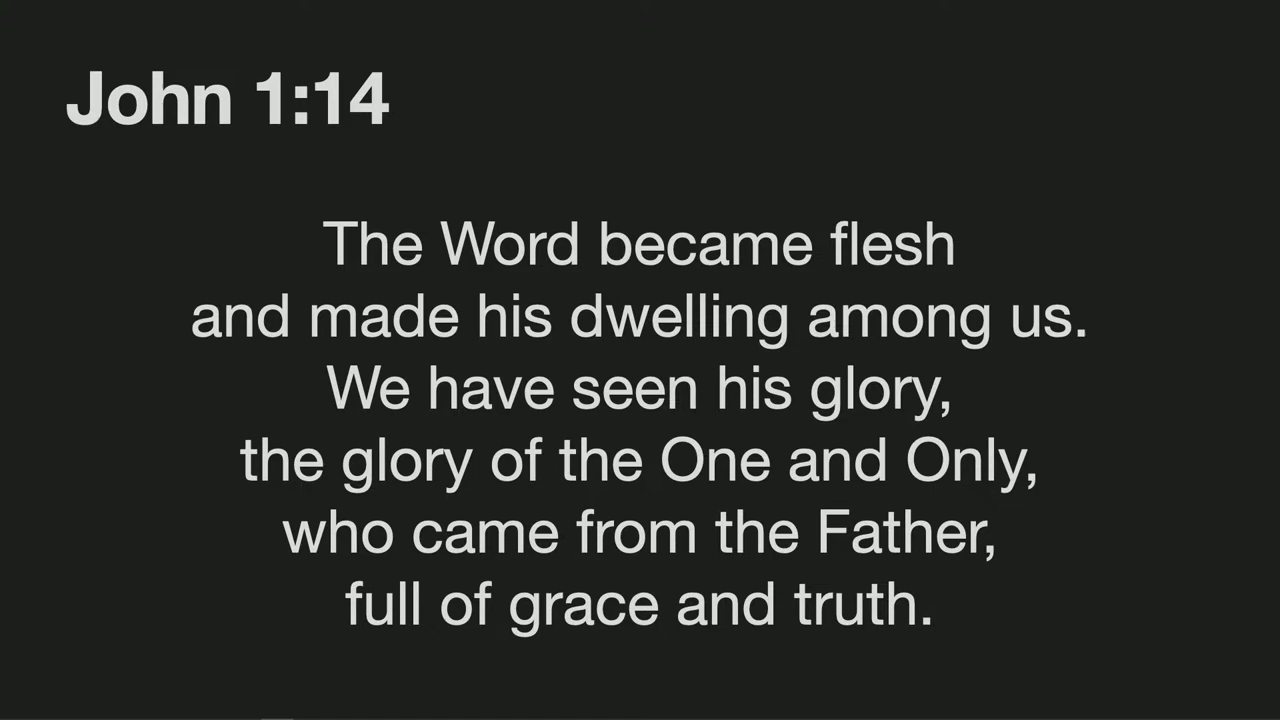 John 1:14
The Word became flesh
and made his dwelling among us.
We have seen his glory,
the glory of the One and Only,
who came from the Father,
full of grace and truth.